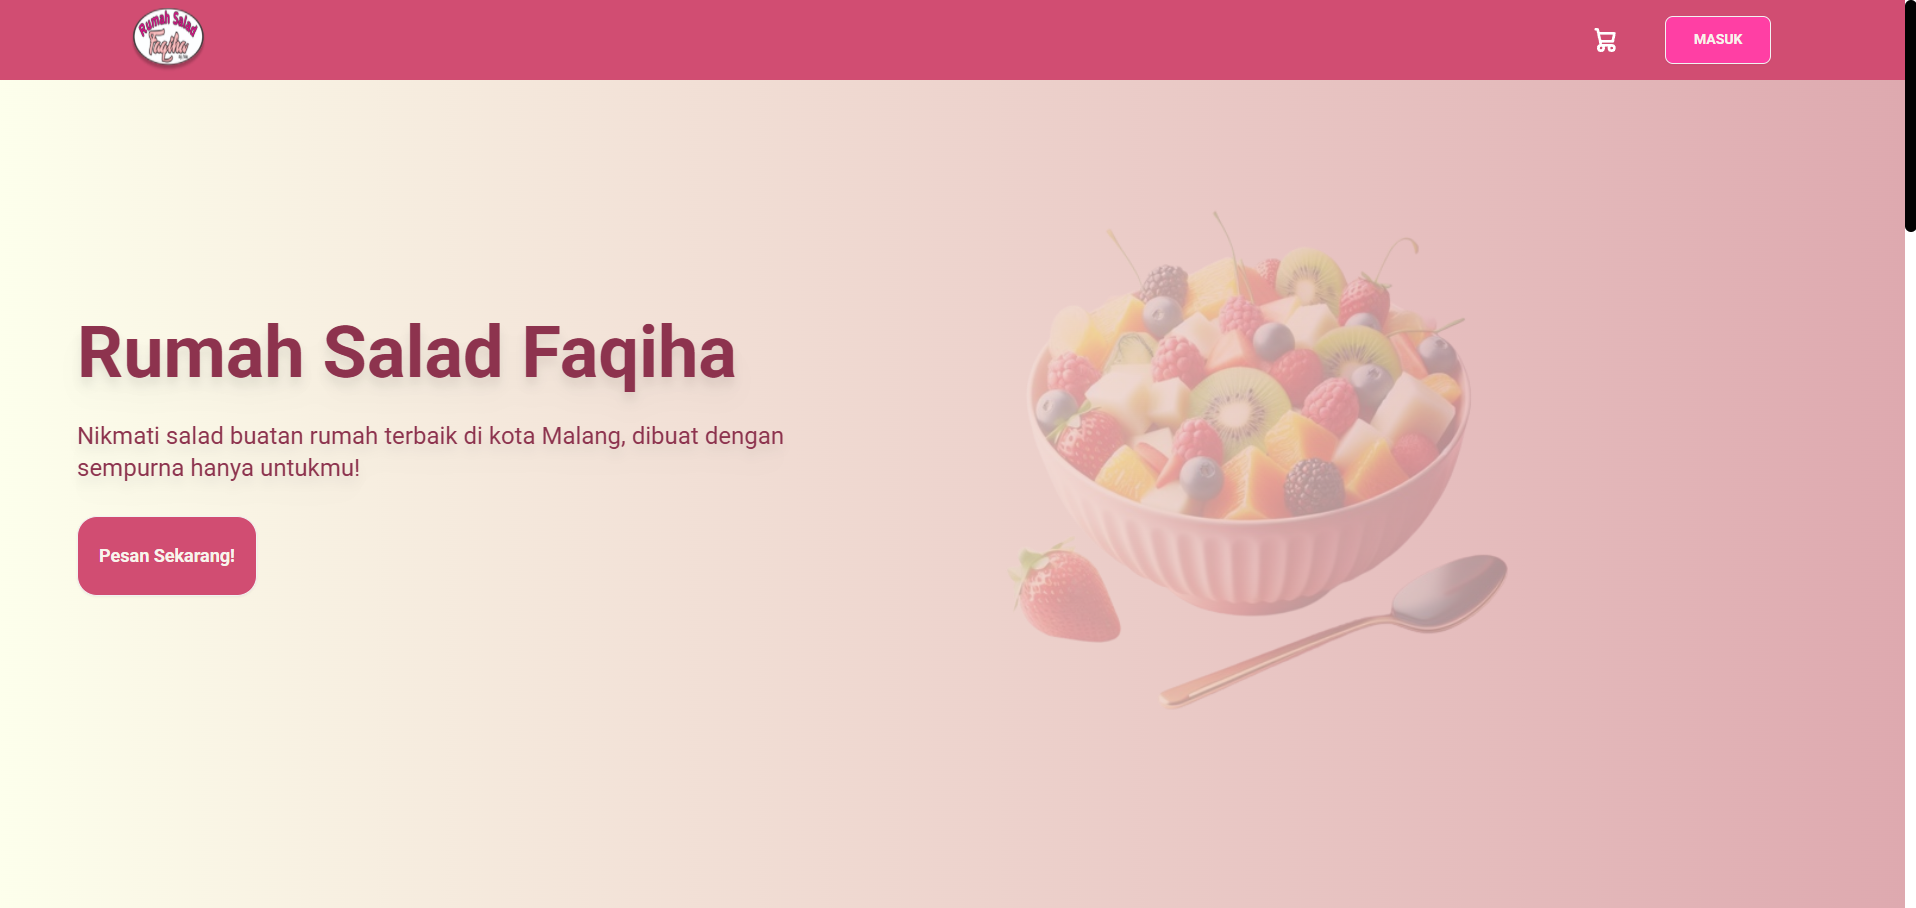 Rumah Salad
Faqiha
MASUK
Rumah Salad Faqiha
Nikmati salad buatan rumah terbaik di kota Malang, dibuat dengan
sempurna hanya untukmu!
Pesan Sekarang!